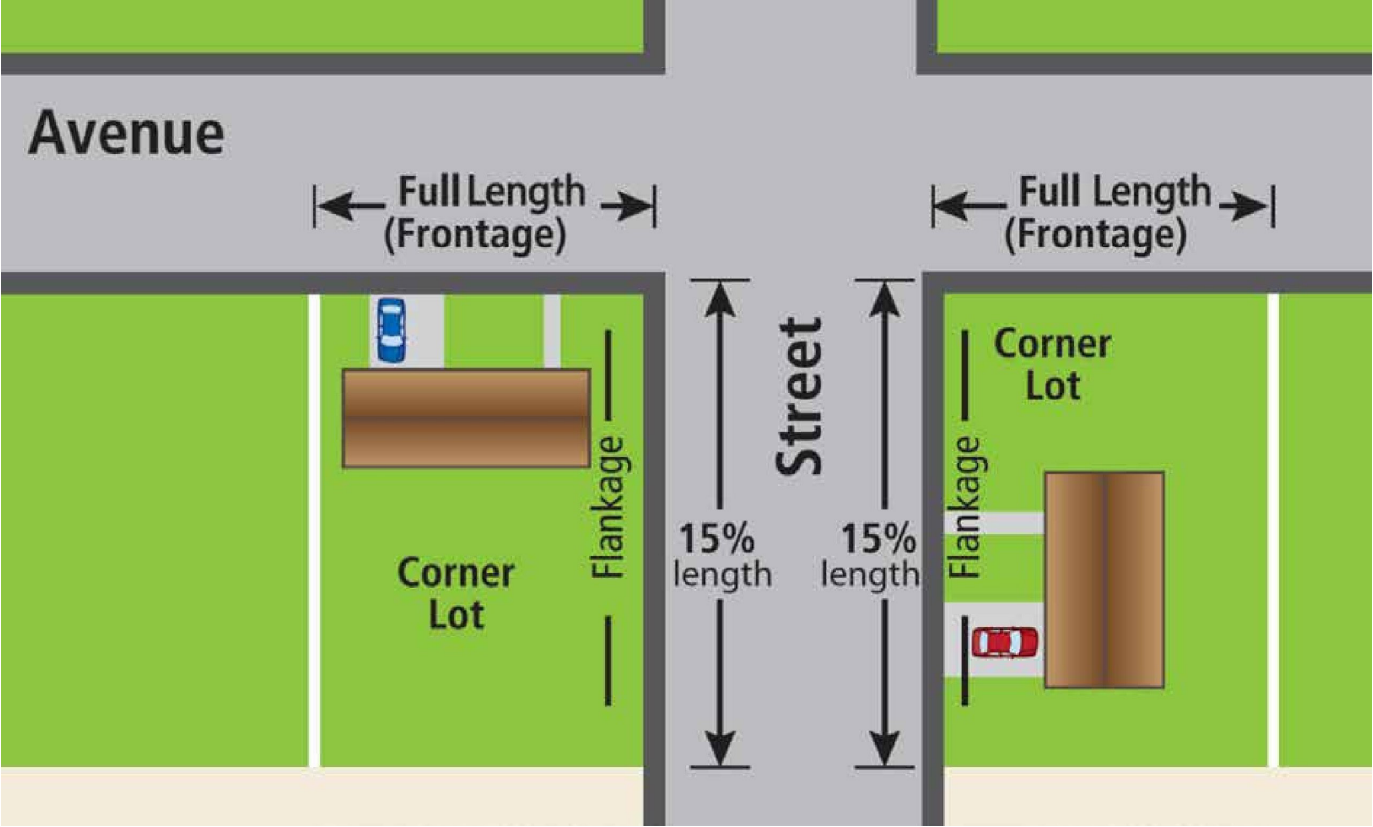 Avenue
Full Length
(Frontage)
Full Length
(Frontage)
Street
Corner
Lot
Flankage
15%
length
15%
length
Flankage
Corner
Lot